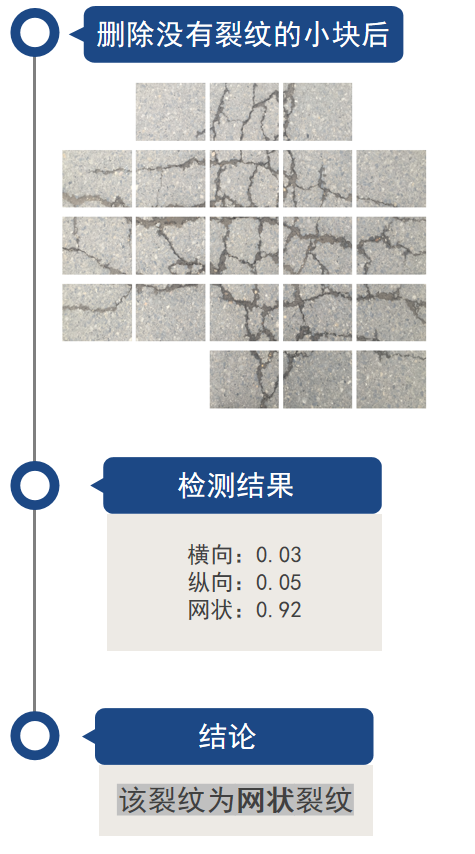 删除没有裂纹的小块后
检测结果
横向：0.03
纵向：0.05
网状：0.92
结论
该裂纹为网状裂纹